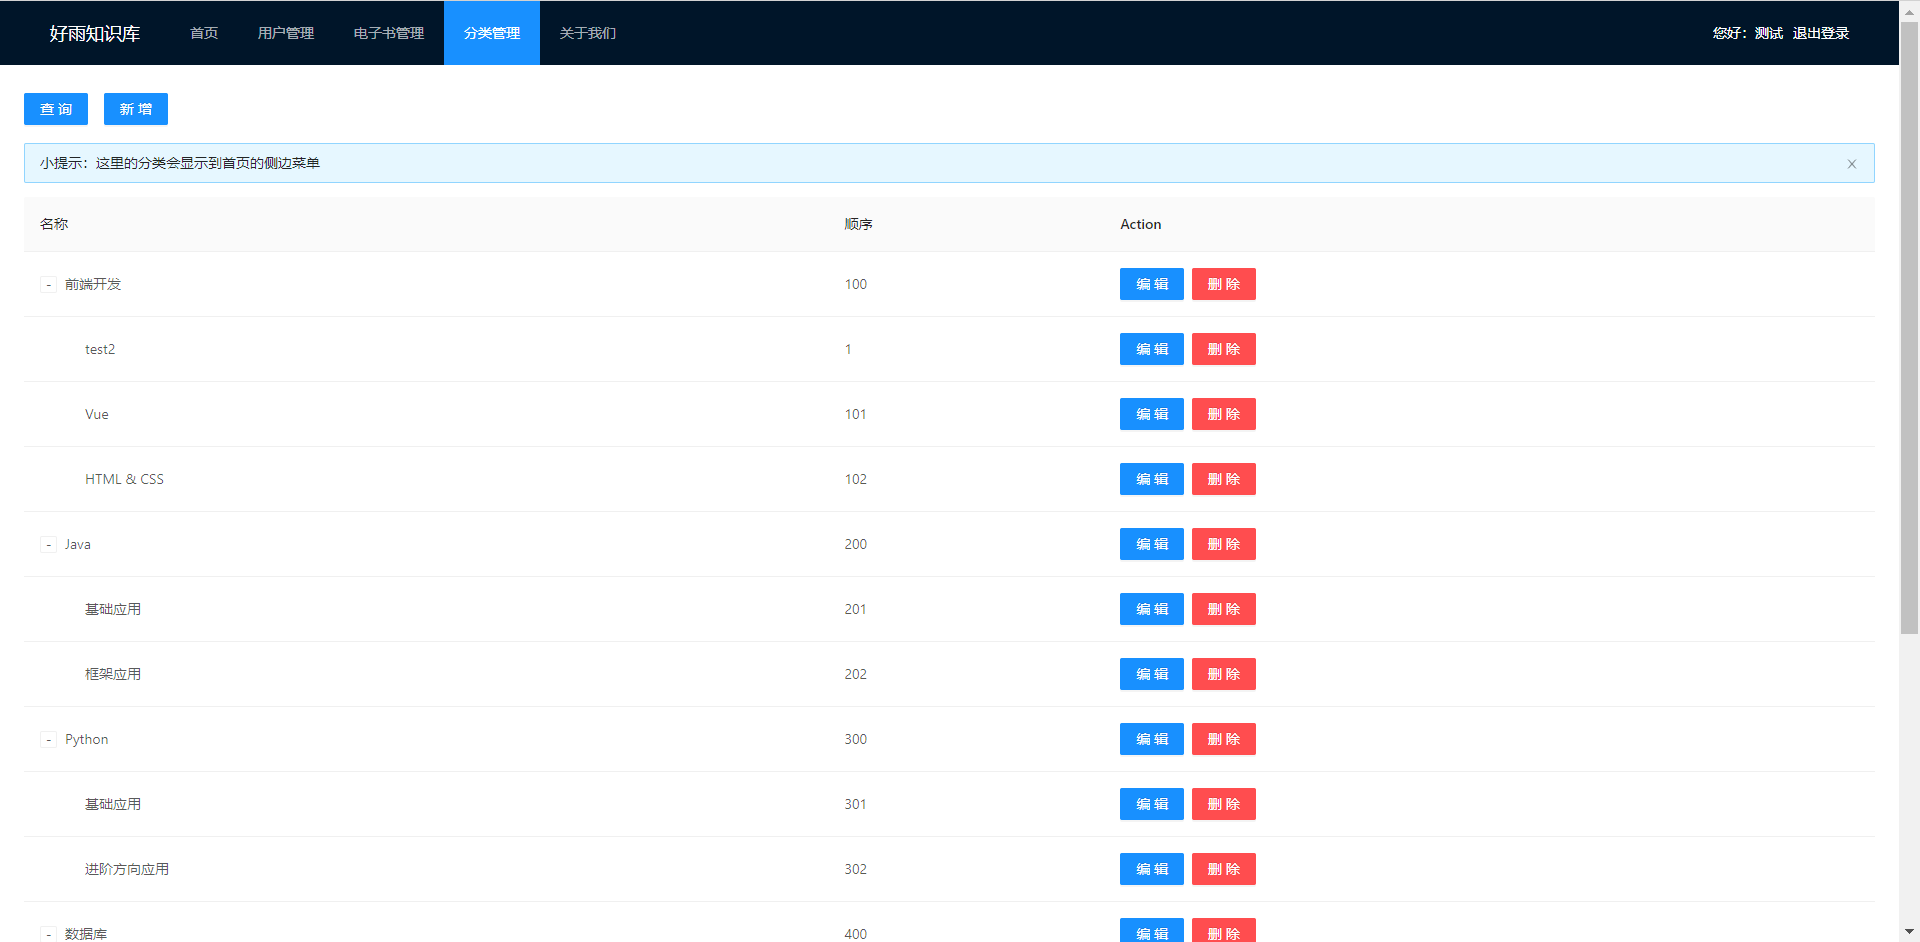 好雨知识库 首页 用户管理 电子书管理 分类管理 关于我们 您好：测试 退出登录
查 询 新 增
小提示：这里的分类会显示到首页的侧边菜单
名称 顺序 Action
- 前端开发 100 编 辑 删 除
test2 1 编 辑 删 除
Vue 101 编 辑 删 除
HTML & CSS 102 编 辑 删 除
- Java 200 编 辑 删 除
基础应用 201 编 辑 删 除
框架应用 202 编 辑 删 除
- Python 300 编 辑 删 除
基础应用 301 编 辑 删 除
进阶方向应用 302 编 辑 删 除
- 数据库 400 编 辑 删 除